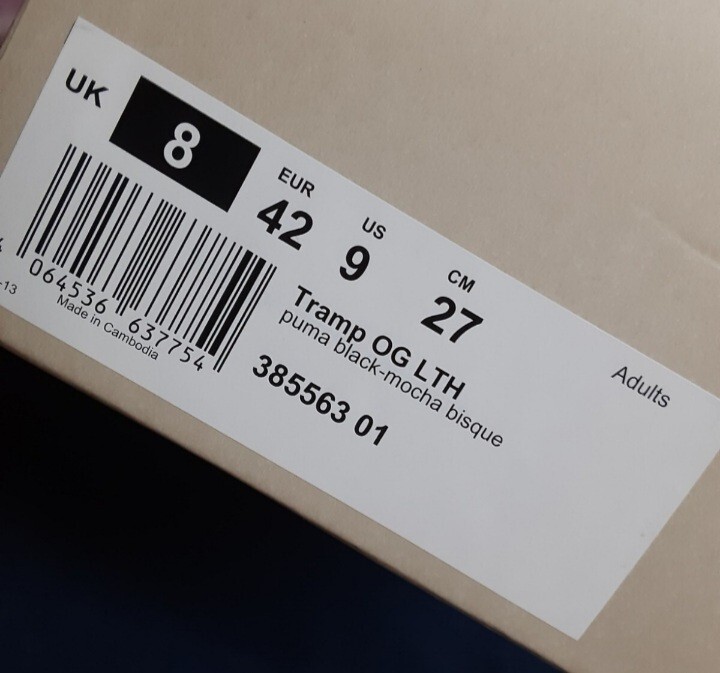 UK 8
EUR 42
US 9
CM 27
Tramp OG LTH
puma black-mocha bisque
385563 01
Adults
064536 637754
Made in Cambodia
-13